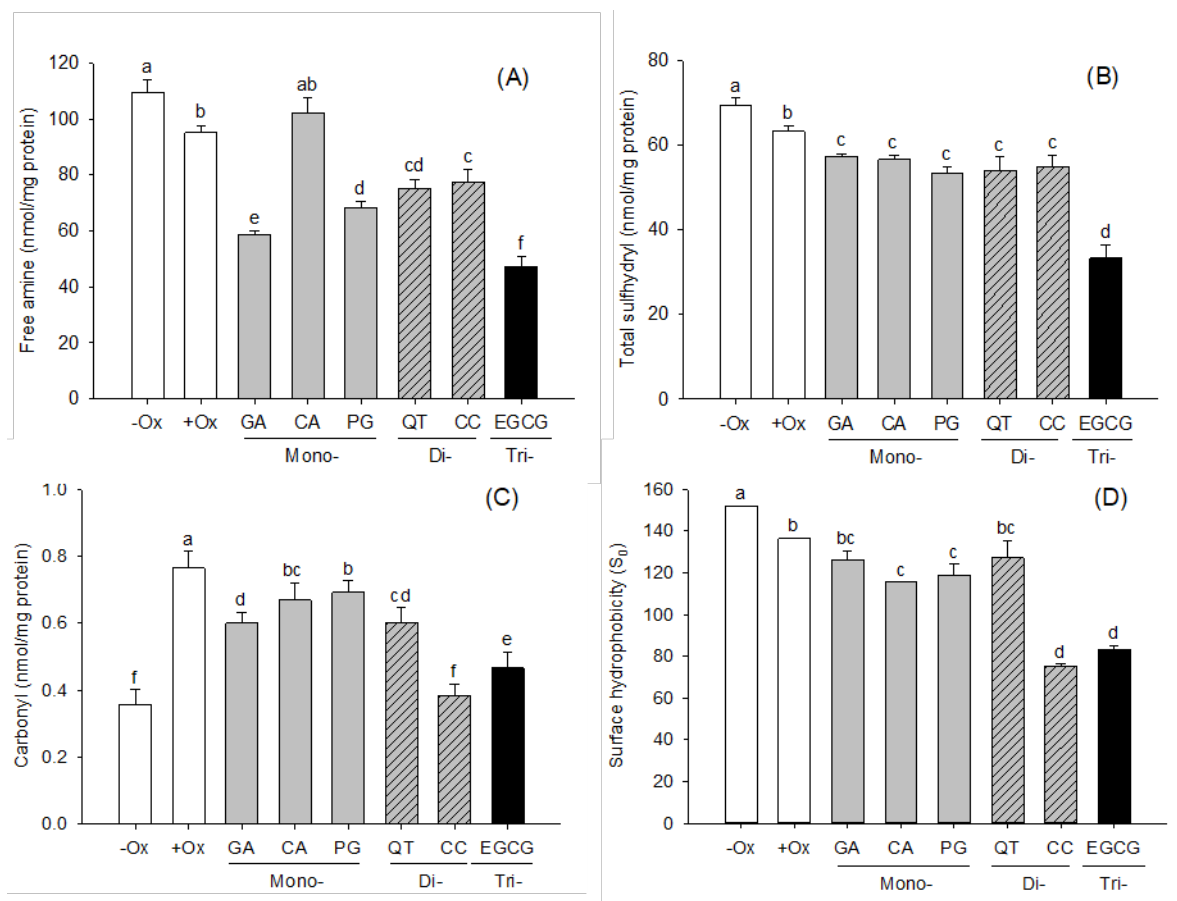 (A)
Free amine (nmol/mg protein)
120
100
80
60
40
20
0
a
b
e
ab
d
cd
c
f
-Ox +Ox GA CA PG QT CC EGCG
Mono- Di- Tri-
(B)
Total sulfhydryl (nmol/mg protein)
80
60
40
20
0
a
b
c
c
c
c
c
d
-Ox +Ox GA CA PG QT CC EGCG
Mono- Di- Tri-
(C)
Carbonyl (nmol/mg protein)
1.0
0.8
0.6
0.4
0.2
0.0
f
a
d
bc
b
cd
f
e
-Ox +Ox GA CA PG QT CC EGCG
Mono- Di- Tri-
(D)
Surface hydrophobicity (S₀)
160
140
120
100
80
60
40
20
0
a
b
bc
c
c
bc
d
d
-Ox +Ox GA CA PG QT CC EGCG
Mono- Di- Tri-